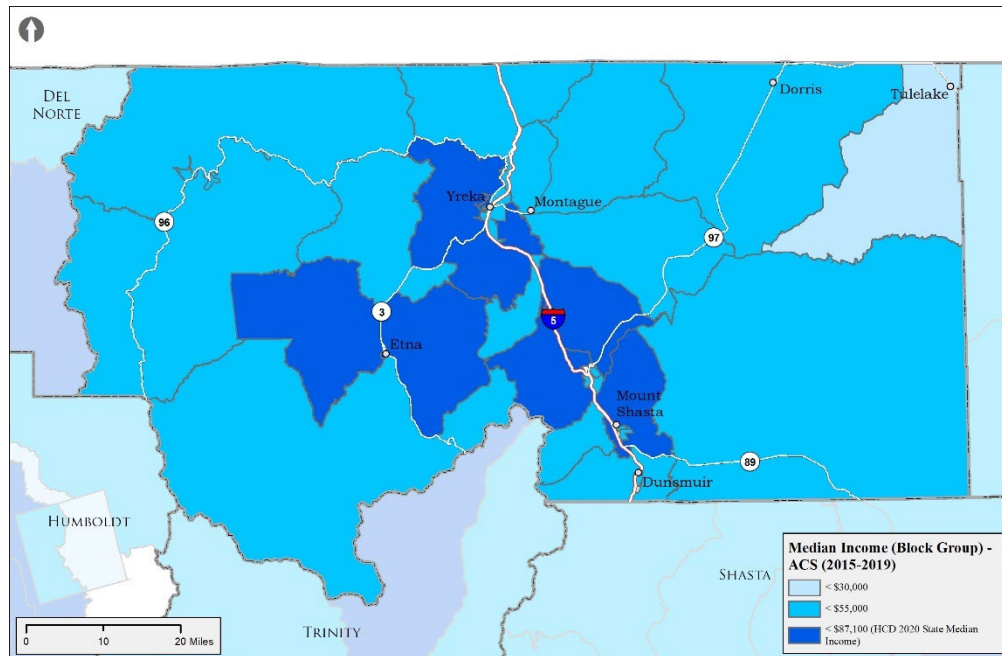 DEL
NORTE
Dorris
Tulelake
Yreka
Montague
96
97
3
5
Etna
Mount
Shasta
89
Dunsmuir
HUMBOLDT
SHASTA
TRINITY
0 10 20 Miles
Median Income (Block Group) -
ACS (2015-2019)
< $30,000
< $55,000
< $87,100 (HCD 2020 State Median
Income)